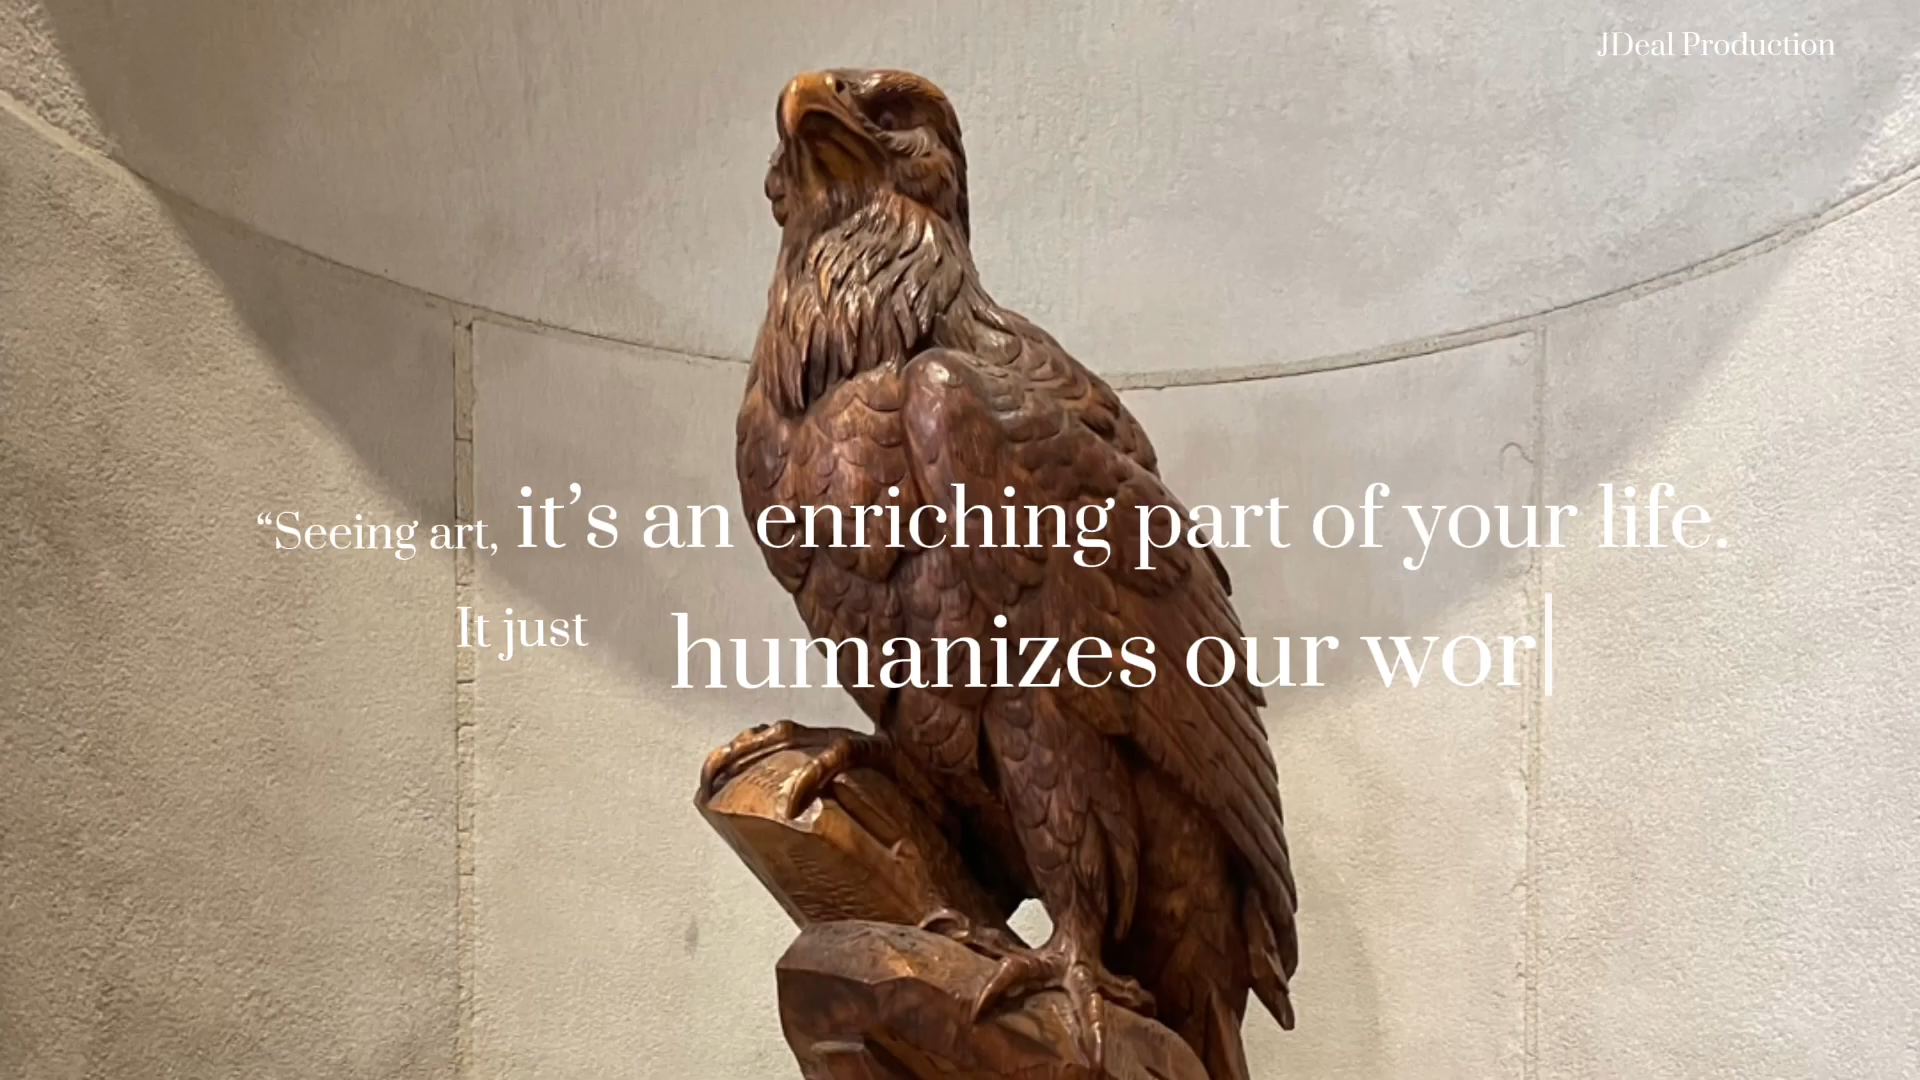 JDeal Production
“Seeing art, it’s an enriching part of your life.
It just humanizes our wor